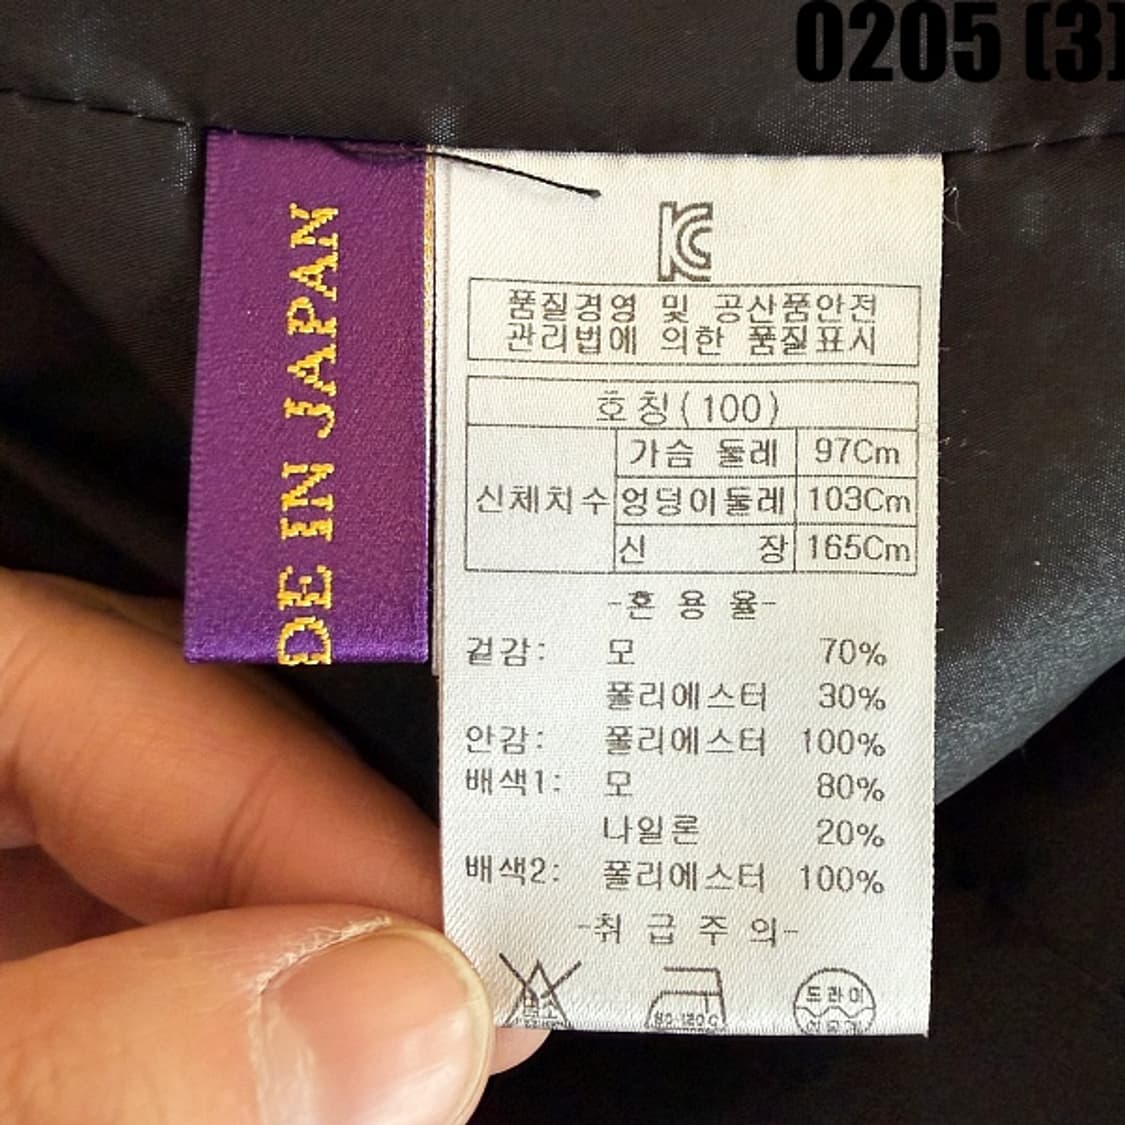 0205 (3)
DE IN JAPAN
KC
품질경영 및 공산품안전
관리법에 의한 품질표시
호칭(100)
신체치수
가슴 둘레 97Cm
엉덩이둘레 103Cm
신 장 165Cm
-혼 용 율-
겉감: 모 70%
폴리에스터 30%
안감: 폴리에스터 100%
배색1: 모 80%
나일론 20%
배색2: 폴리에스터 100%
-취 급 주 의-
드라이